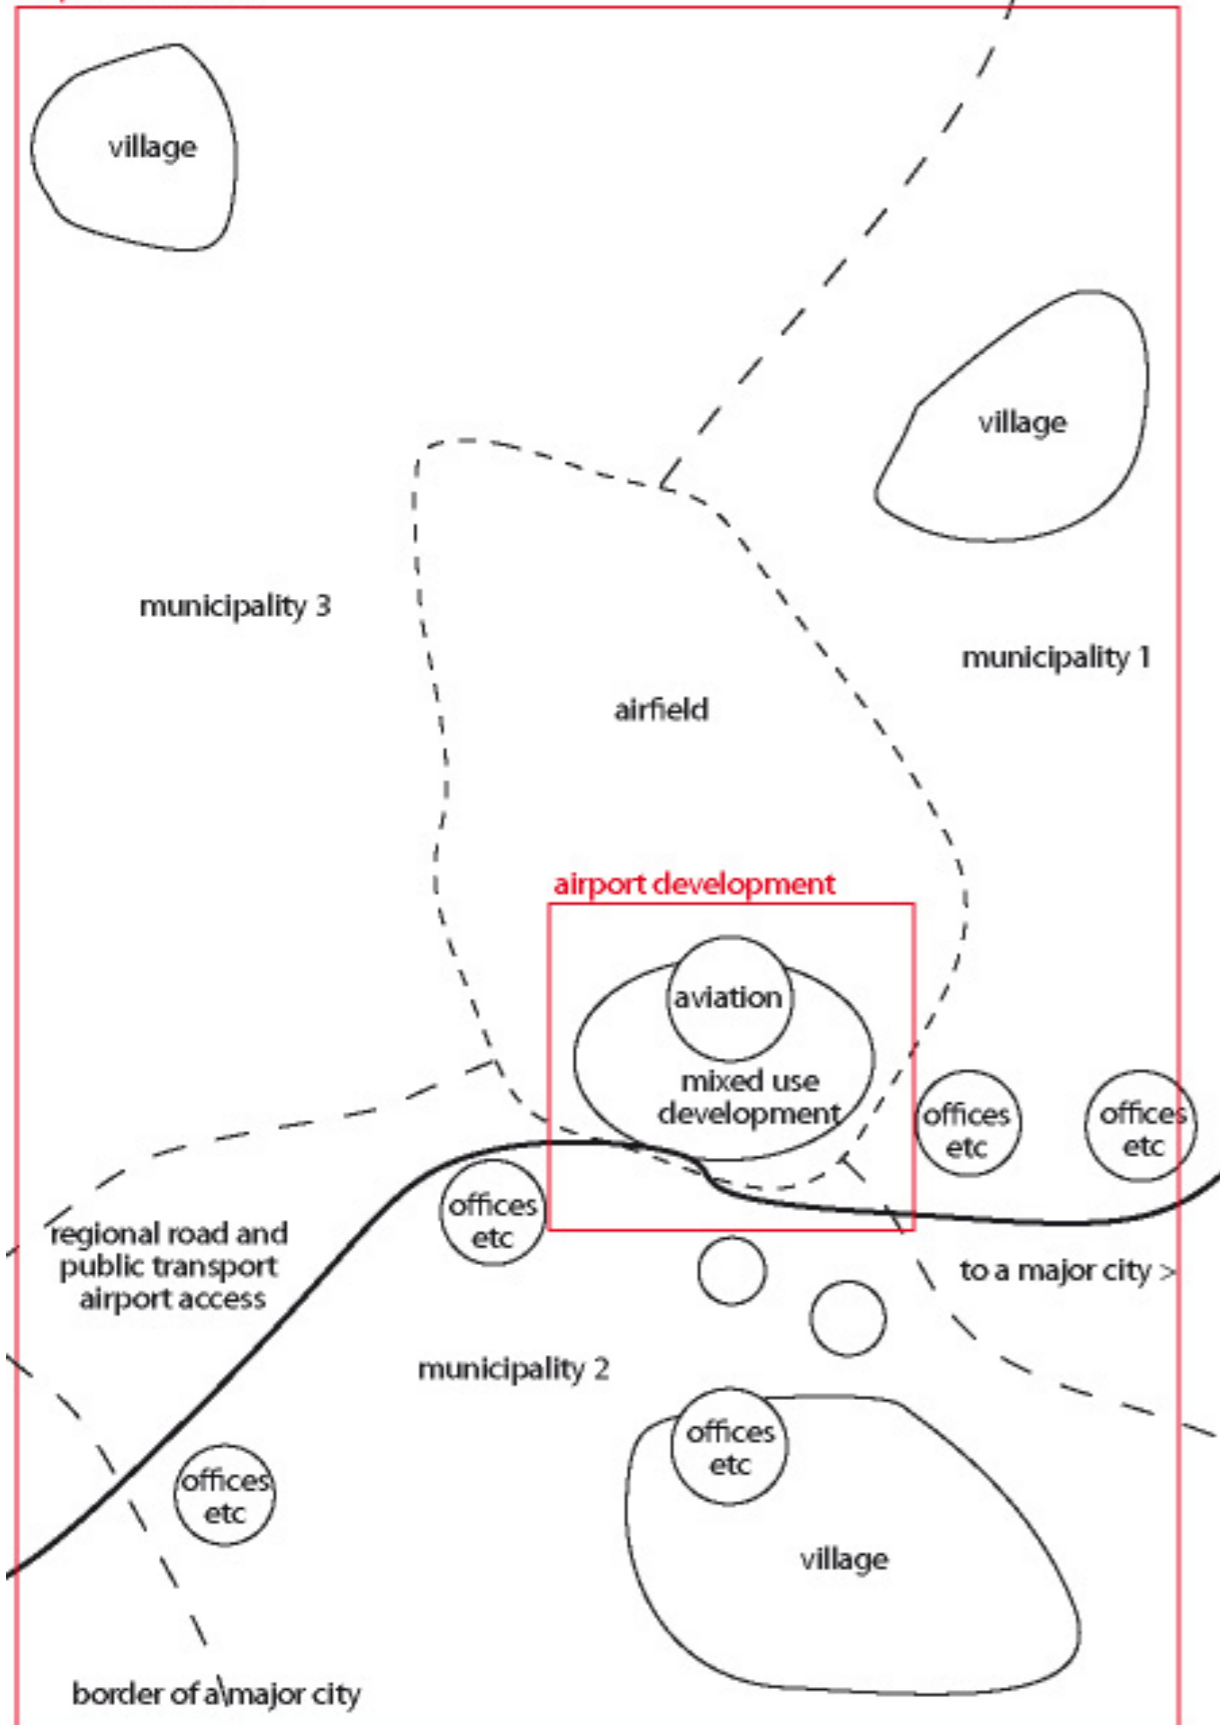 village
village
municipality 3
municipality 1
airfield
airport development
aviation
mixed use
development
offices
etc
offices
etc
offices
etc
regional road and
public transport
airport access
to a major city >
municipality 2
offices
etc
offices
etc
village
border of a major city